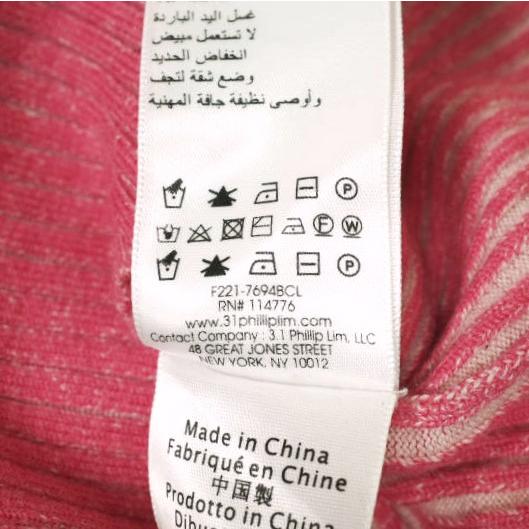 غسل اليد الباردة
لا تستعمل مبيض
انخفاض الحديد
وضع شقة لتجف
وأوصى نظيفة جافة المهنية
P
F W
P
F221-7694BCL
RN# 114776
www.31philliplim.com
Contact Company : 3.1 Phillip Lim, LLC
48 GREAT JONES STREET
NEW YORK, NY 10012
Made in China
Fabriqué en Chine
中国製
Prodotto in China